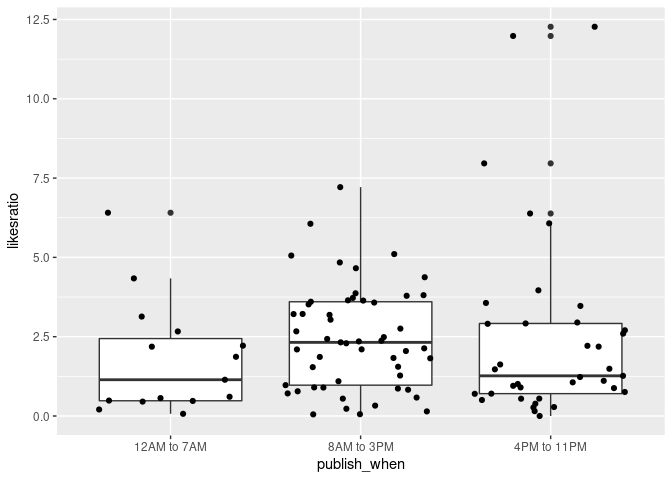 12.5
10.0
7.5
5.0
2.5
0.0
likesratio
12AM to 7AM
8AM to 3PM
4PM to 11PM
publish_when